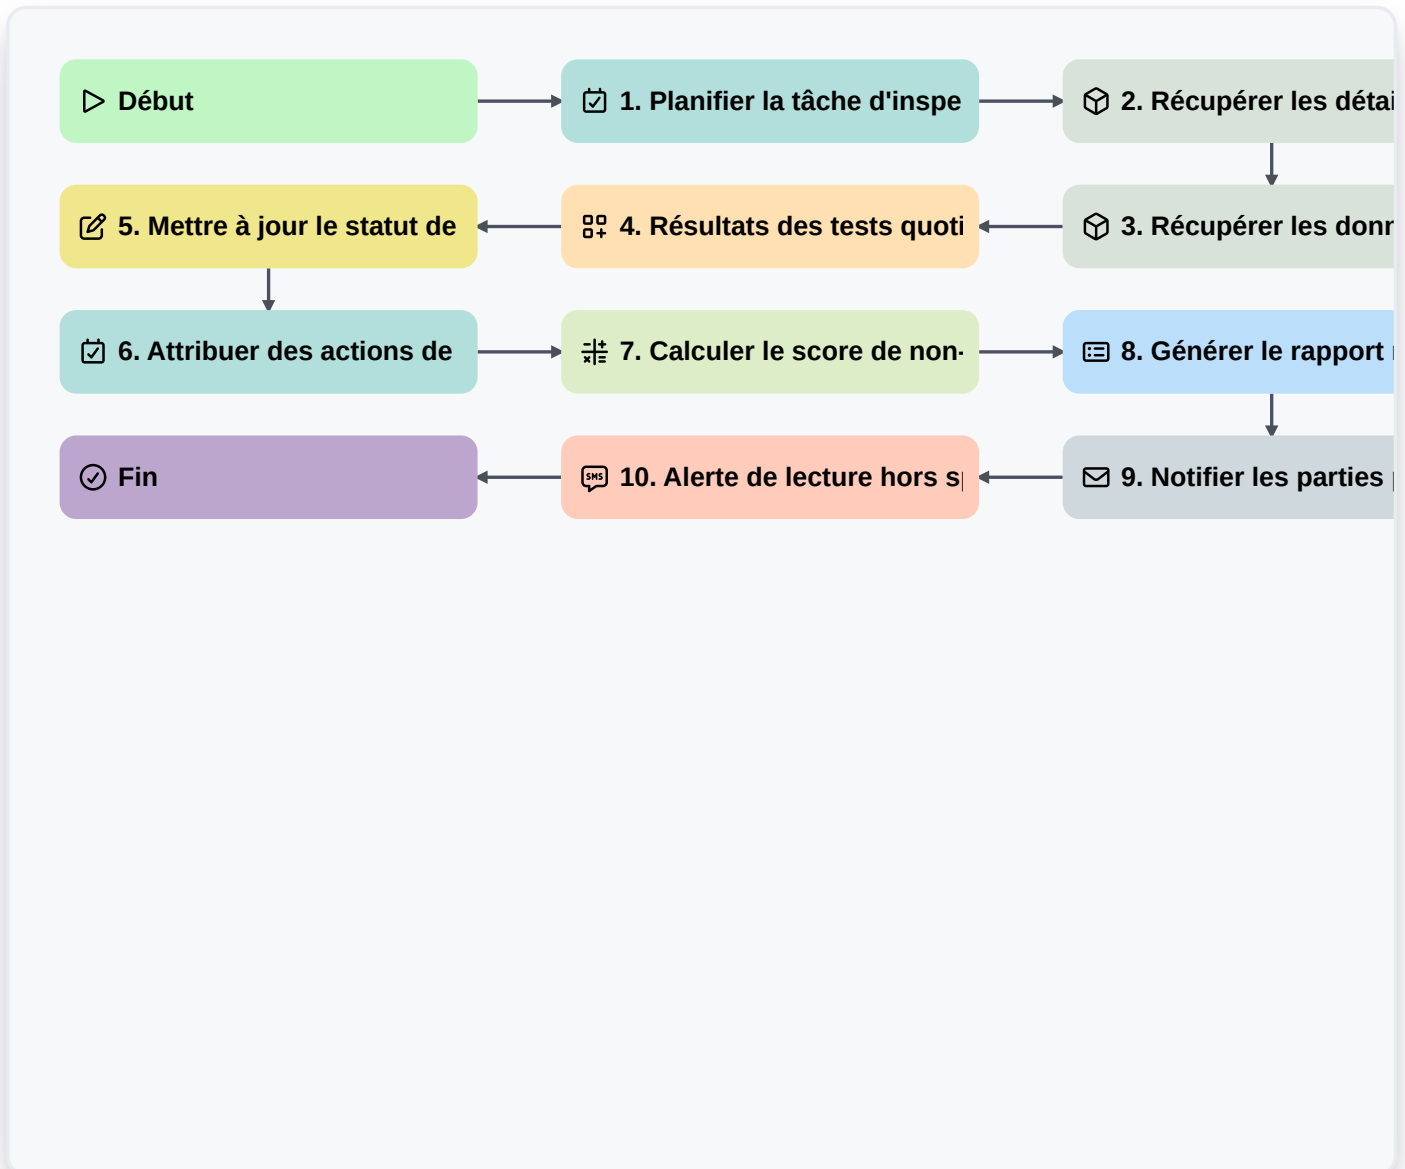 Début
1. Planifier la tâche d'inspe
2. Récupérer les détai
5. Mettre à jour le statut de
4. Résultats des tests quoti
3. Récupérer les donn
6. Attribuer des actions de
7. Calculer le score de non-
8. Générer le rapport
Fin
SMS
10. Alerte de lecture hors s
9. Notifier les parties